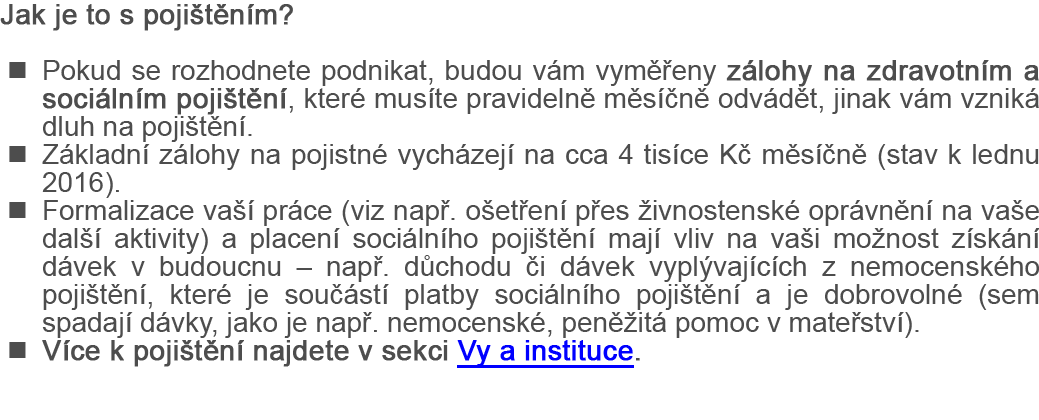 Jak je to s pojištěním?
■ Pokud se rozhodnete podnikat, budou vám vyměřeny zálohy na zdravotním a
sociálním pojištění, které musíte pravidelně měsíčně odvádět, jinak vám vzniká
dluh na pojištění.
■ Základní zálohy na pojistné vycházejí na cca 4 tisíce Kč měsíčně (stav k lednu
2016).
■ Formalizace vaší práce (viz např. ošetření přes živnostenské oprávnění na vaše
další aktivity) a placení sociálního pojištění mají vliv na vaši možnost získání
dávek v budoucnu – např. důchodu či dávek vyplývajících z nemocenského
pojištění, které je součástí platby sociálního pojištění a je dobrovolné (sem
spadají dávky, jako je např. nemocenské, peněžitá pomoc v mateřství).
■ Více k pojištění najdete v sekci Vy a instituce.